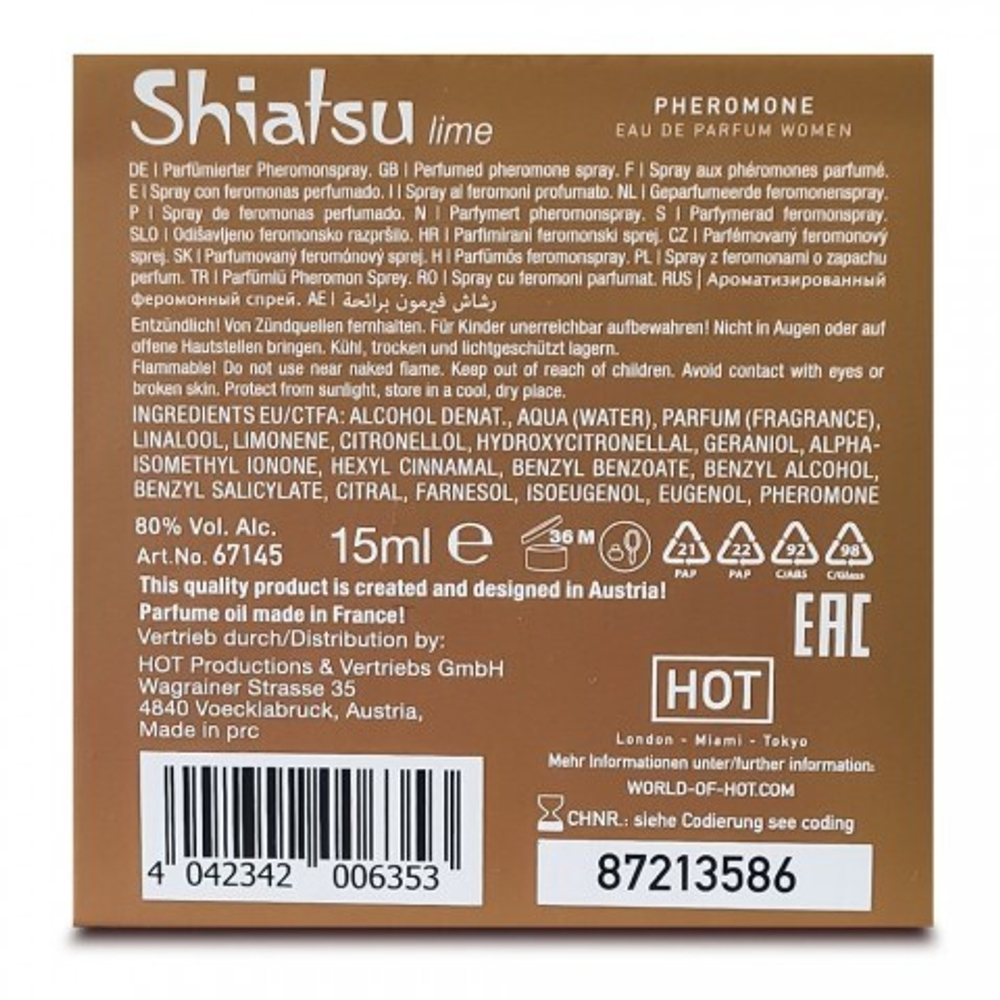 Shiatsu lime
PHEROMONE
EAU DE PARFUM WOMEN
DE | Parfümierter Pheromonspray. GB | Perfumed pheromone spray. F | Spray aux phéromones parfumé.
E | Spray con feromonas perfumado. I | Spray al feromoni profumato. NL | Geparfumeerde feromonenspray.
P | Spray de feromonas perfumado. N | Parfymert pheromonspray. S | Parfymerad feromonspray.
SLO | Odišavljeno feromonsko razpršilo. HR | Parfimirani feromonski sprej. CZ | Parfémovaný feromonový
sprej. SK | Parfumovaný feromónový sprej. H | Parfümös feromonspray. PL | Spray z feromonami o zapachu
perfum. TR | Parfümlü Pheromon Sprey. RO | Spray cu feromoni parfumat. RUS | Ароматизированный
феромонный спрей. AE | رشاش فيرمون برائحة
Entzündlich! Von Zündquellen fernhalten. Für Kinder unerreichbar aufbewahren! Nicht in Augen oder auf
offene Hautstellen bringen. Kühl, trocken und lichtgeschützt lagern.
Flammable! Do not use near naked flame. Keep out of reach of children. Avoid contact with eyes or
broken skin. Protect from sunlight, store in a cool, dry place.
INGREDIENTS EU/CTFA: ALCOHOL DENAT., AQUA (WATER), PARFUM (FRAGRANCE),
LINALOOL, LIMONENE, CITRONELLOL, HYDROXYCITRONELLAL, GERANIOL, ALPHA-
ISOMETHYL IONONE, HEXYL CINNAMAL, BENZYL BENZOATE, BENZYL ALCOHOL,
BENZYL SALICYLATE, CITRAL, FARNESOL, ISOEUGENOL, EUGENOL, PHEROMONE
80% Vol. Alc.
Art.No. 67145
15ml e
36 M
21 PAP
22 PAP
92 C/ABS
98 C/Glass
This quality product is created and designed in Austria!
Parfume oil made in France!
Vertrieb durch/Distribution by:
HOT Productions & Vertriebs GmbH
Wagrainer Strasse 35
4840 Voecklabruck, Austria,
Made in prc
EAC
HOT
London - Miami - Tokyo
Mehr Informationen unter/further information:
WORLD-OF-HOT.COM
CHNR.: siehe Codierung see coding
87213586
4 042342 006353